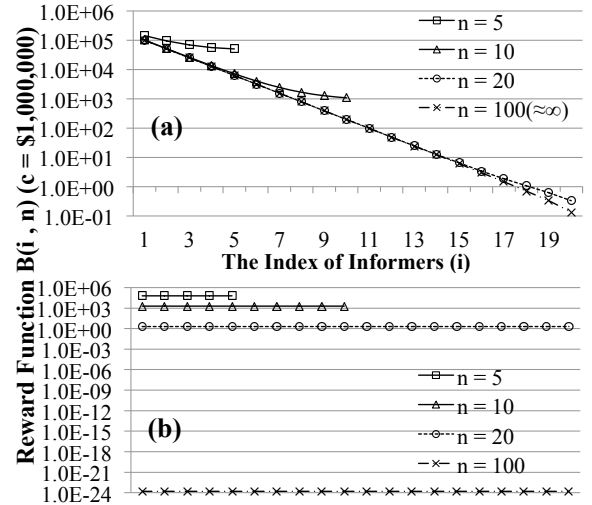 Reward Function B(i , n) (c = $1,000,000)
1.0E+06
1.0E+05
1.0E+04
1.0E+03
1.0E+02
1.0E+01
1.0E+00
1.0E-01
n = 5
n = 10
n = 20
n = 100(≈∞)
(a)
1 3 5 7 9 11 13 15 17 19
The Index of Informers (i)
1.0E+06
1.0E+03
1.0E+00
1.0E-03
1.0E-06
1.0E-09
1.0E-12
1.0E-15
1.0E-18
1.0E-21
1.0E-24
n = 5
n = 10
n = 20
n = 100
(b)